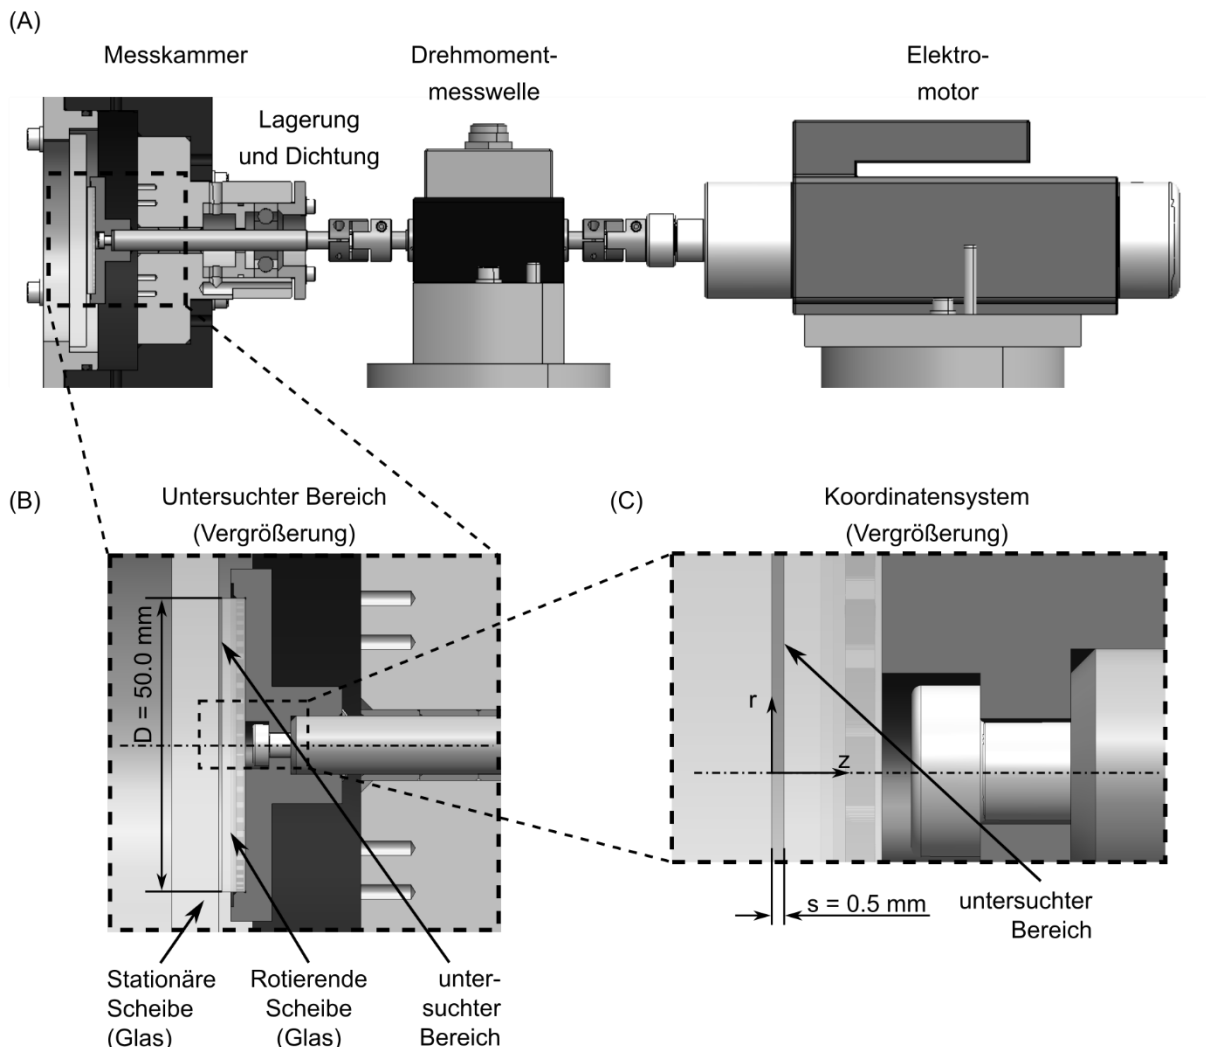 (A)
Messkammer
Drehmoment-
messwelle
Elektro-
motor
Lagerung
und Dichtung
(B)
Untersuchter Bereich
(Vergrößerung)
(C)
Koordinatensystem
(Vergrößerung)
D = 50.0 mm
r
z
s = 0.5 mm
untersuchter
Bereich
Stationäre
Scheibe
(Glas)
Rotierende
Scheibe
(Glas)
unter-
suchter
Bereich